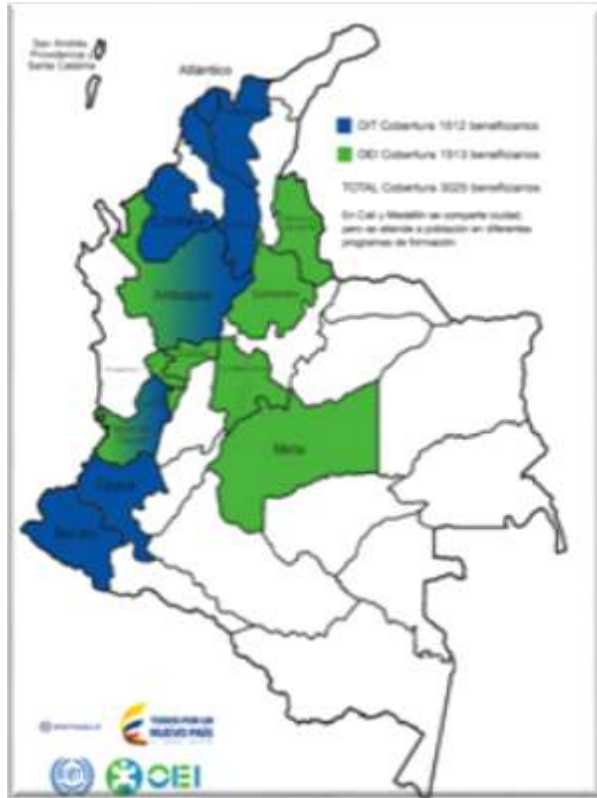 San Andrés
Providencia y
Santa Catalina
Atlántico
OIT Cobertura 1512 beneficiarios
OEI Cobertura 1513 beneficiarios
TOTAL Cobertura 3025 beneficiarios
En Cali y Medellín se comparte ciudad,
pero se atiende a población en diferentes
programas de formación
Córdoba
Antioquia
Santander
Meta
Cauca
Nariño
TODOS POR UN
NUEVO PAÍS
OEI